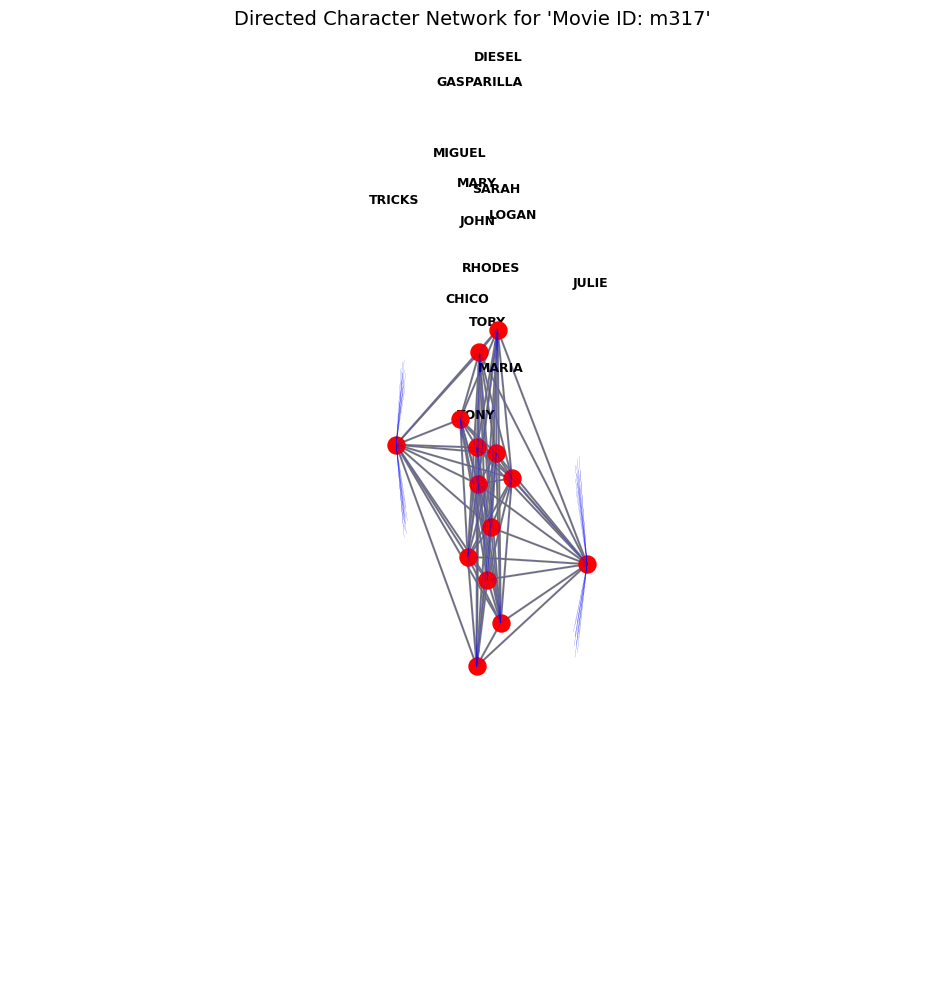 Directed Character Network for 'Movie ID: m317'
DIESEL
GASPARILLA
MIGUEL
MARY
SARAH
TRICKS
LOGAN
JOHN
RHODES
JULIE
CHICO
TOBY
MARIA
TONY